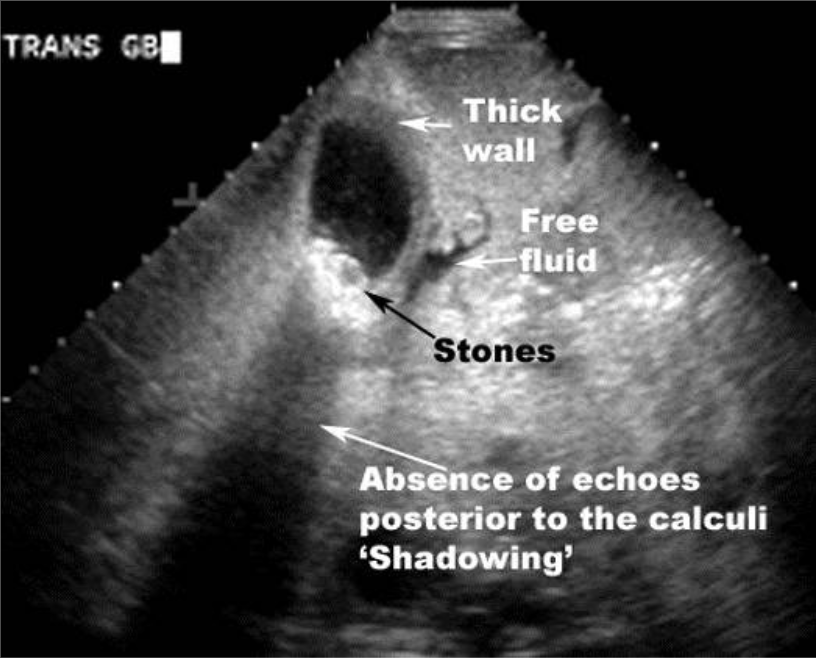 TRANS GB
Thick
wall
Free
fluid
Stones
Absence of echoes
posterior to the calculi
‘Shadowing’